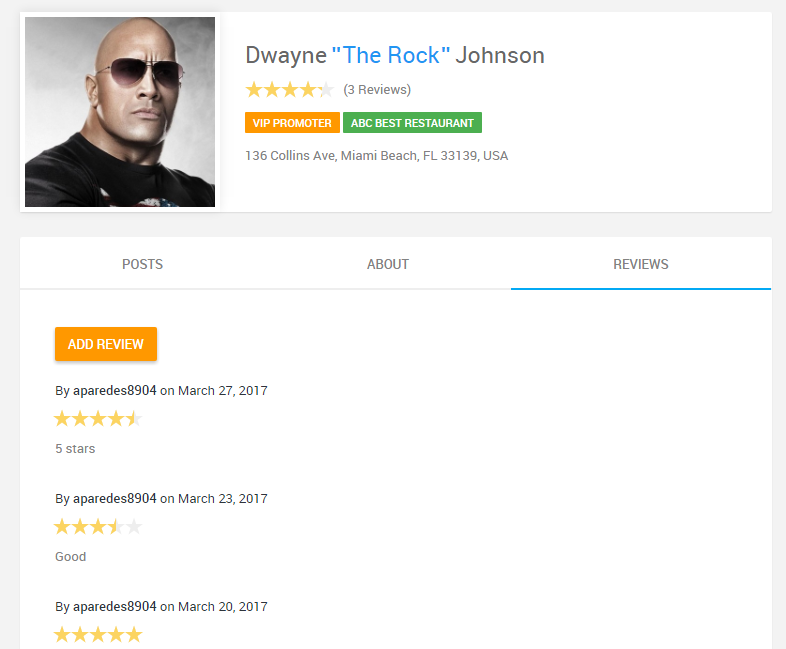 Dwayne "The Rock" Johnson
(3 Reviews)
VIP PROMOTER ABC BEST RESTAURANT
136 Collins Ave, Miami Beach, FL 33139, USA
POSTS ABOUT REVIEWS
ADD REVIEW
By aparedes8904 on March 27, 2017
5 stars
By aparedes8904 on March 23, 2017
Good
By aparedes8904 on March 20, 2017